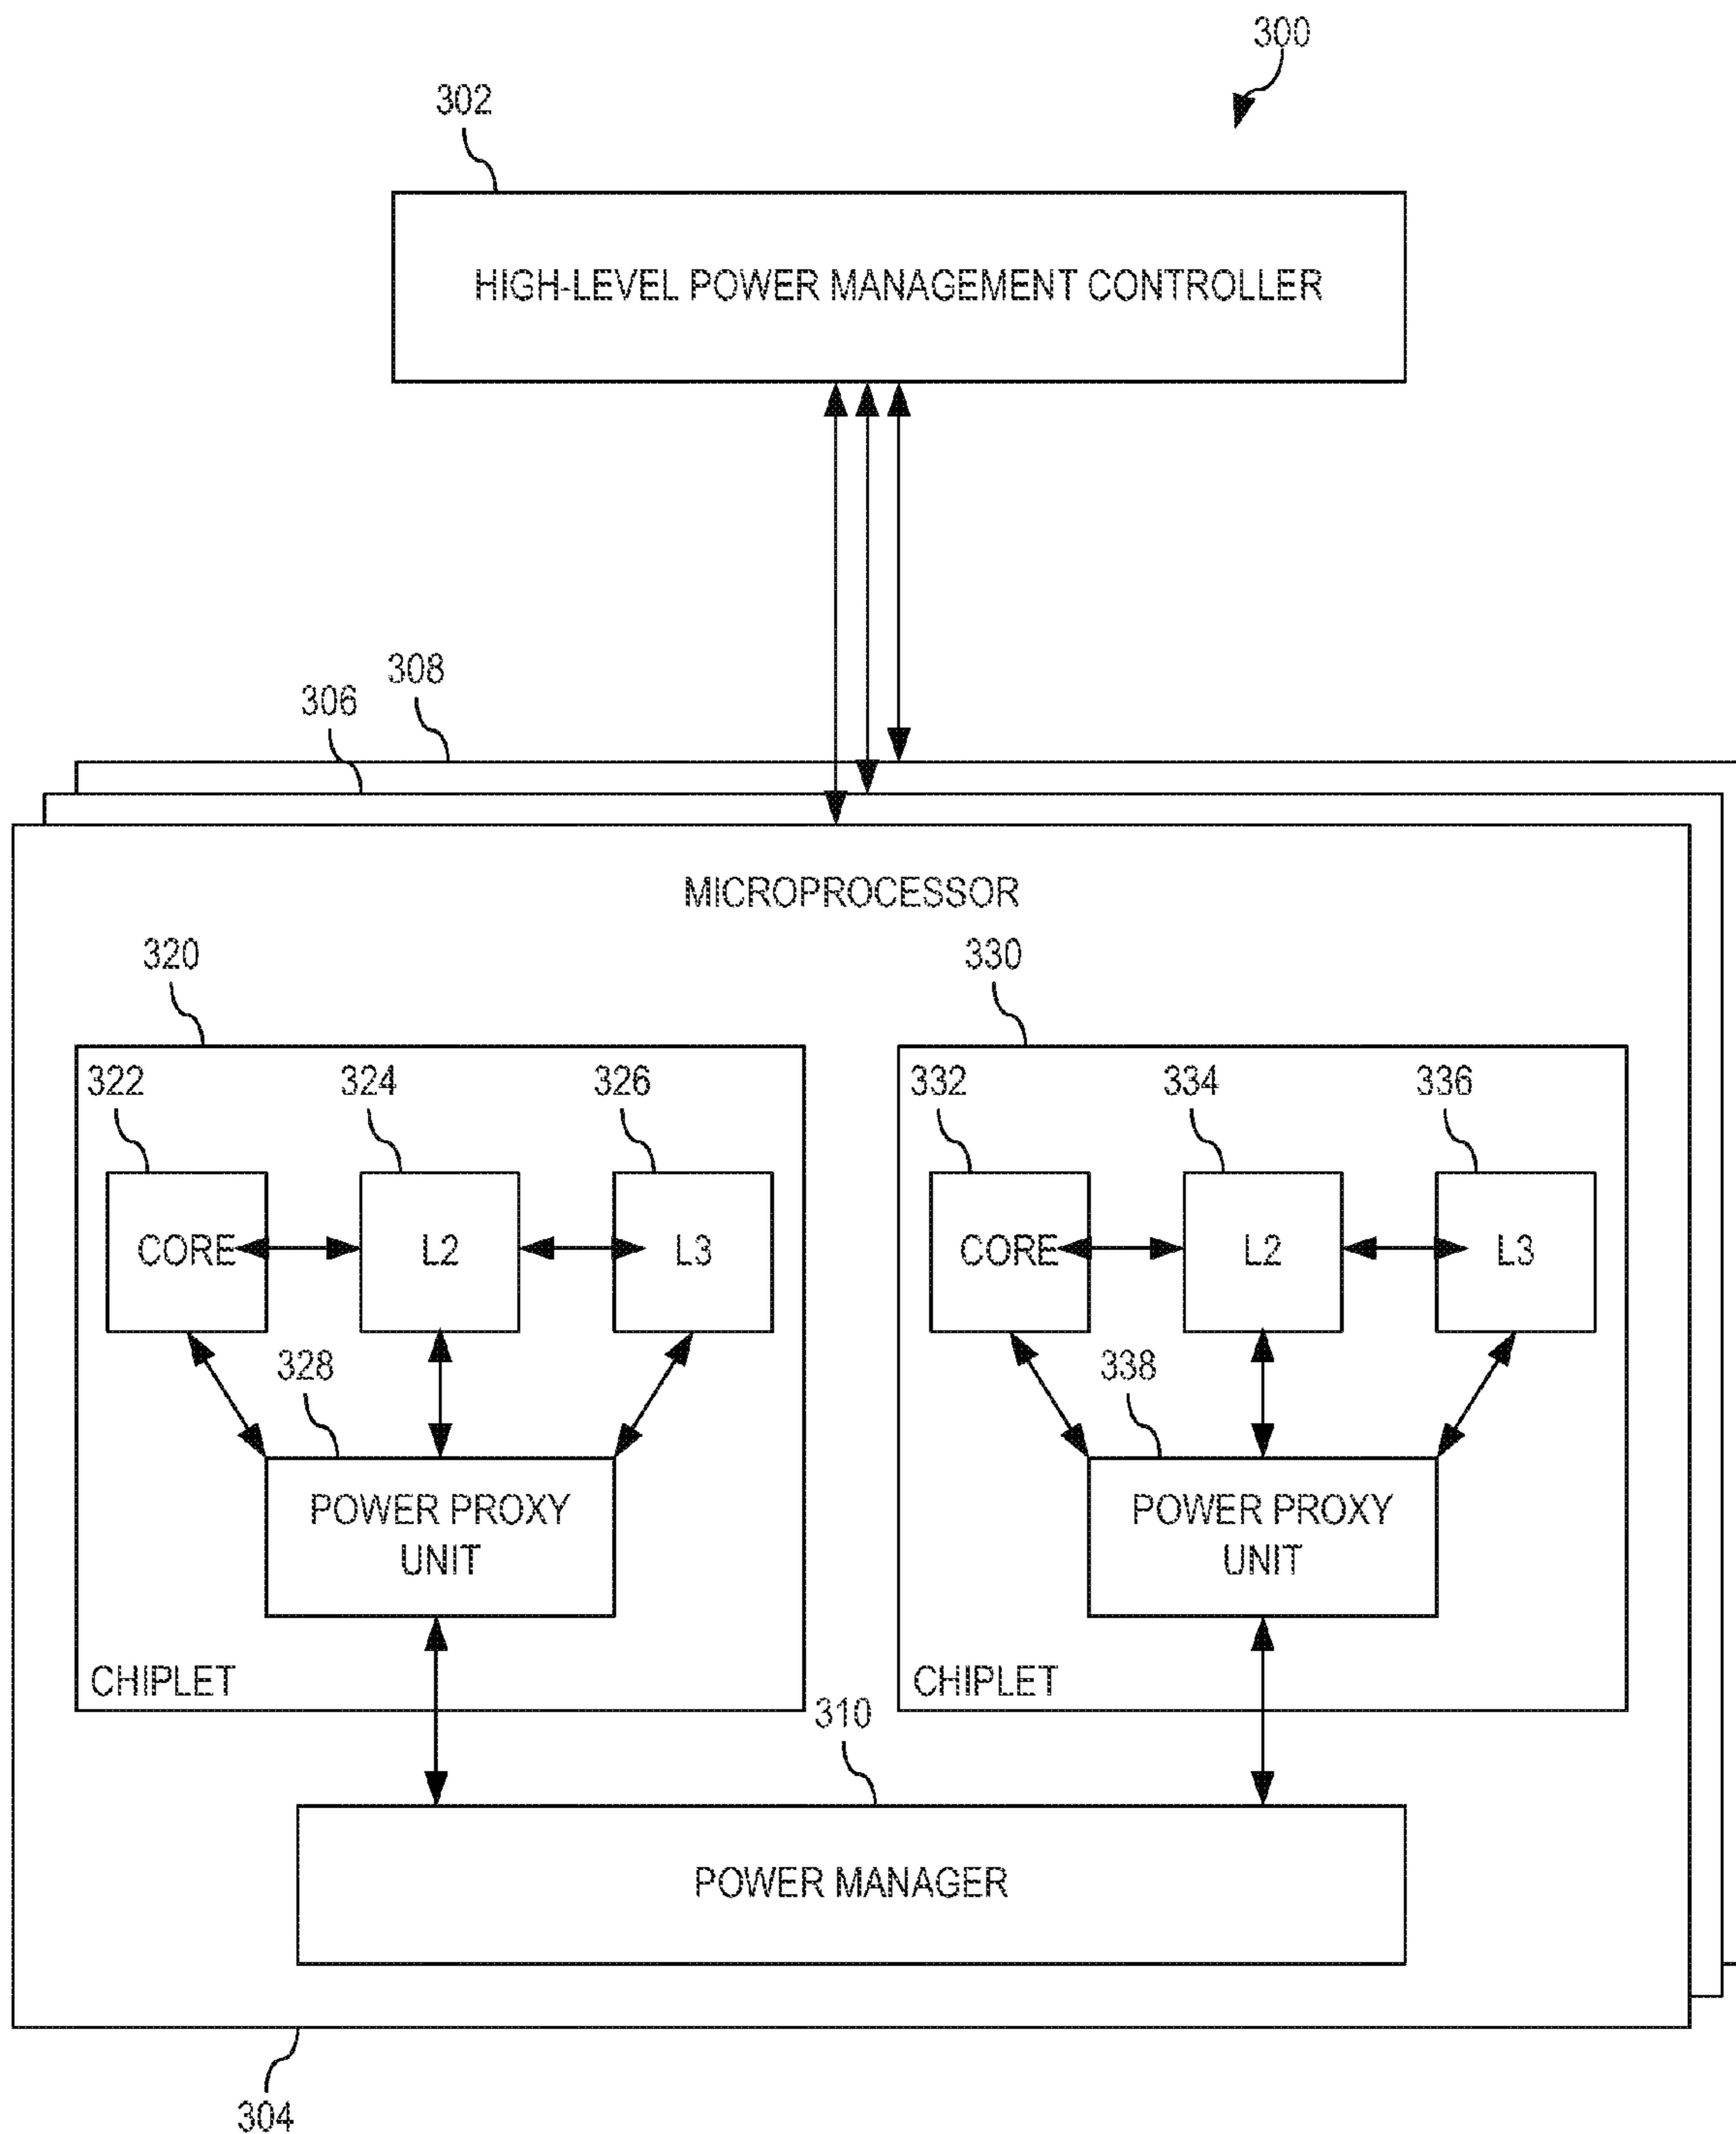 300
302
HIGH-LEVEL POWER MANAGEMENT CONTROLLER
308
306
MICROPROCESSOR
320
330
322
324
326
332
334
336
CORE
L2
L3
CORE
L2
L3
328
338
POWER PROXY
UNIT
POWER PROXY
UNIT
CHIPLET
CHIPLET
310
POWER MANAGER
304